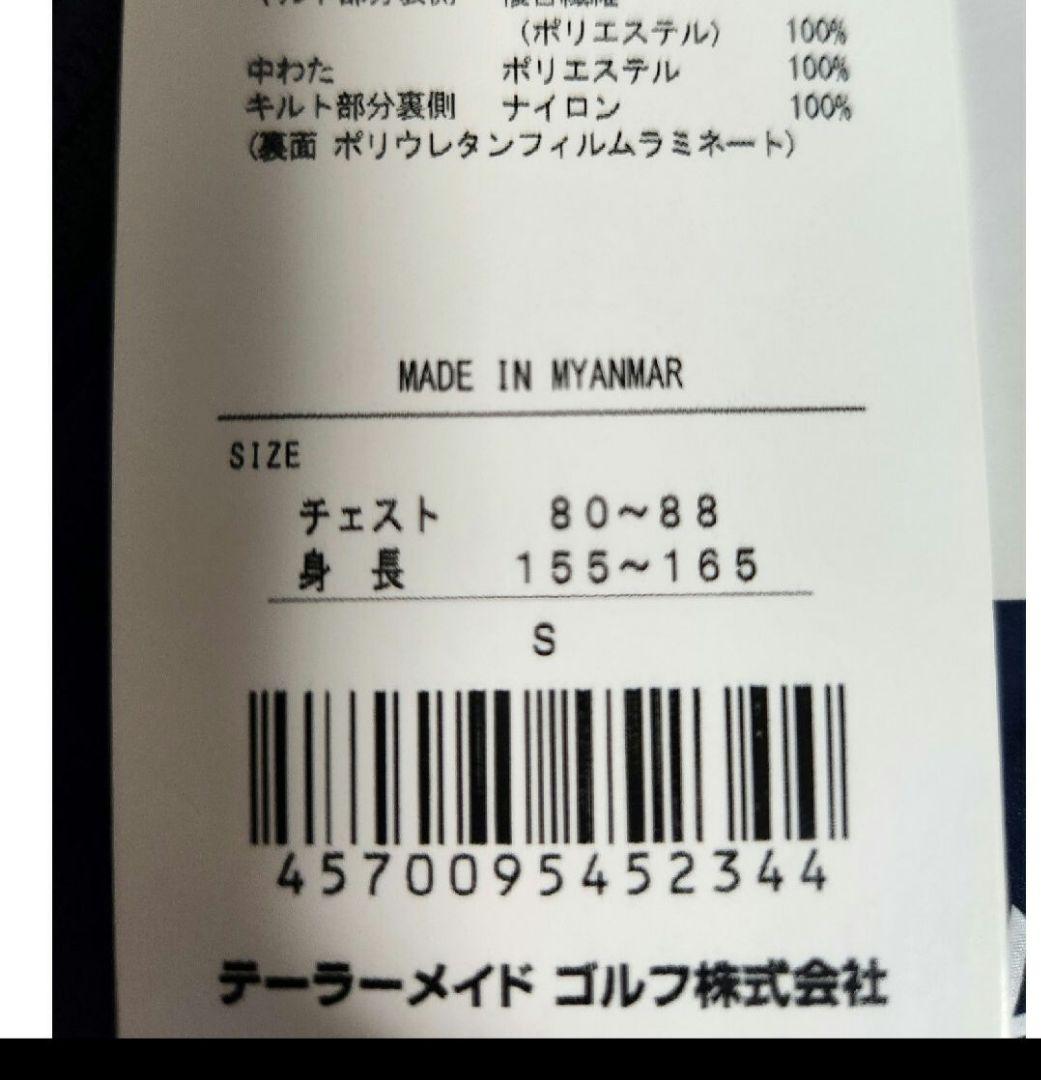 (ポリエステル) 100%
中わた ポリエステル 100%
キルト部分裏側 ナイロン 100%
(裏面 ポリウレタンフィルムラミネート)
MADE IN MYANMAR
SIZE
チェスト 80~88
身 長 155~165
S
4570095452344
テーラーメイド ゴルフ株式会社